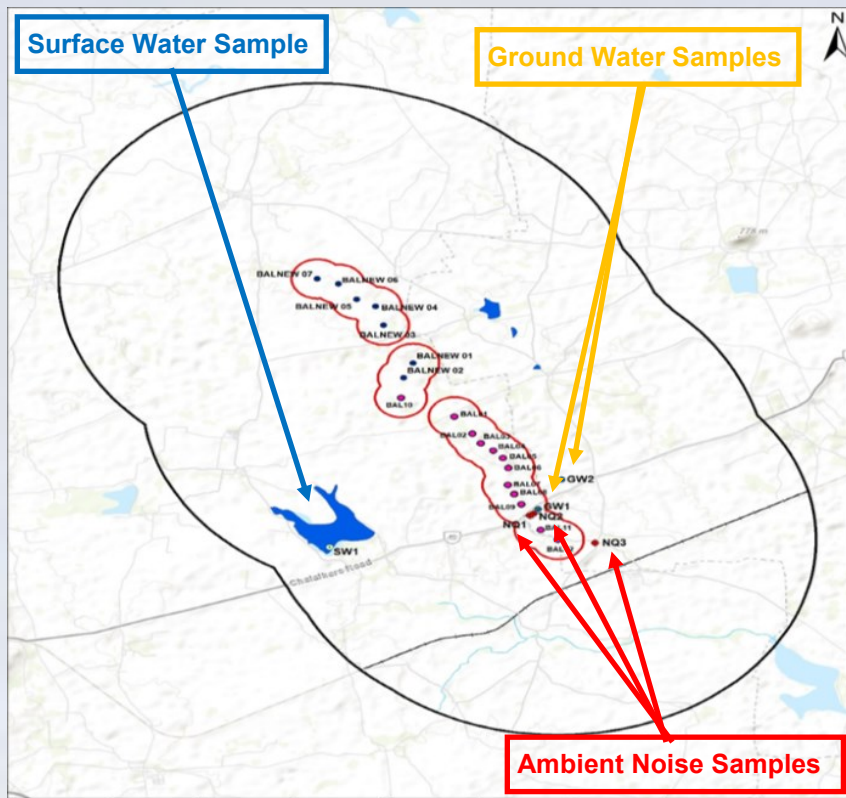 N
Surface Water Sample
Ground Water Samples
778 m
BALNEW 07
BALNEW 06
BALNEW 05
BALNEW 04
BALNEW 03
BALNEW 01
BALNEW 02
BAL10
BAL01
BAL02
BAL03
BAL04
BAL05
BAL06
BAL07
BAL08
BAL09
GW2
GW1
NQ1
NQ2
BAL11
NQ3
SW1
Ambient Noise Samples